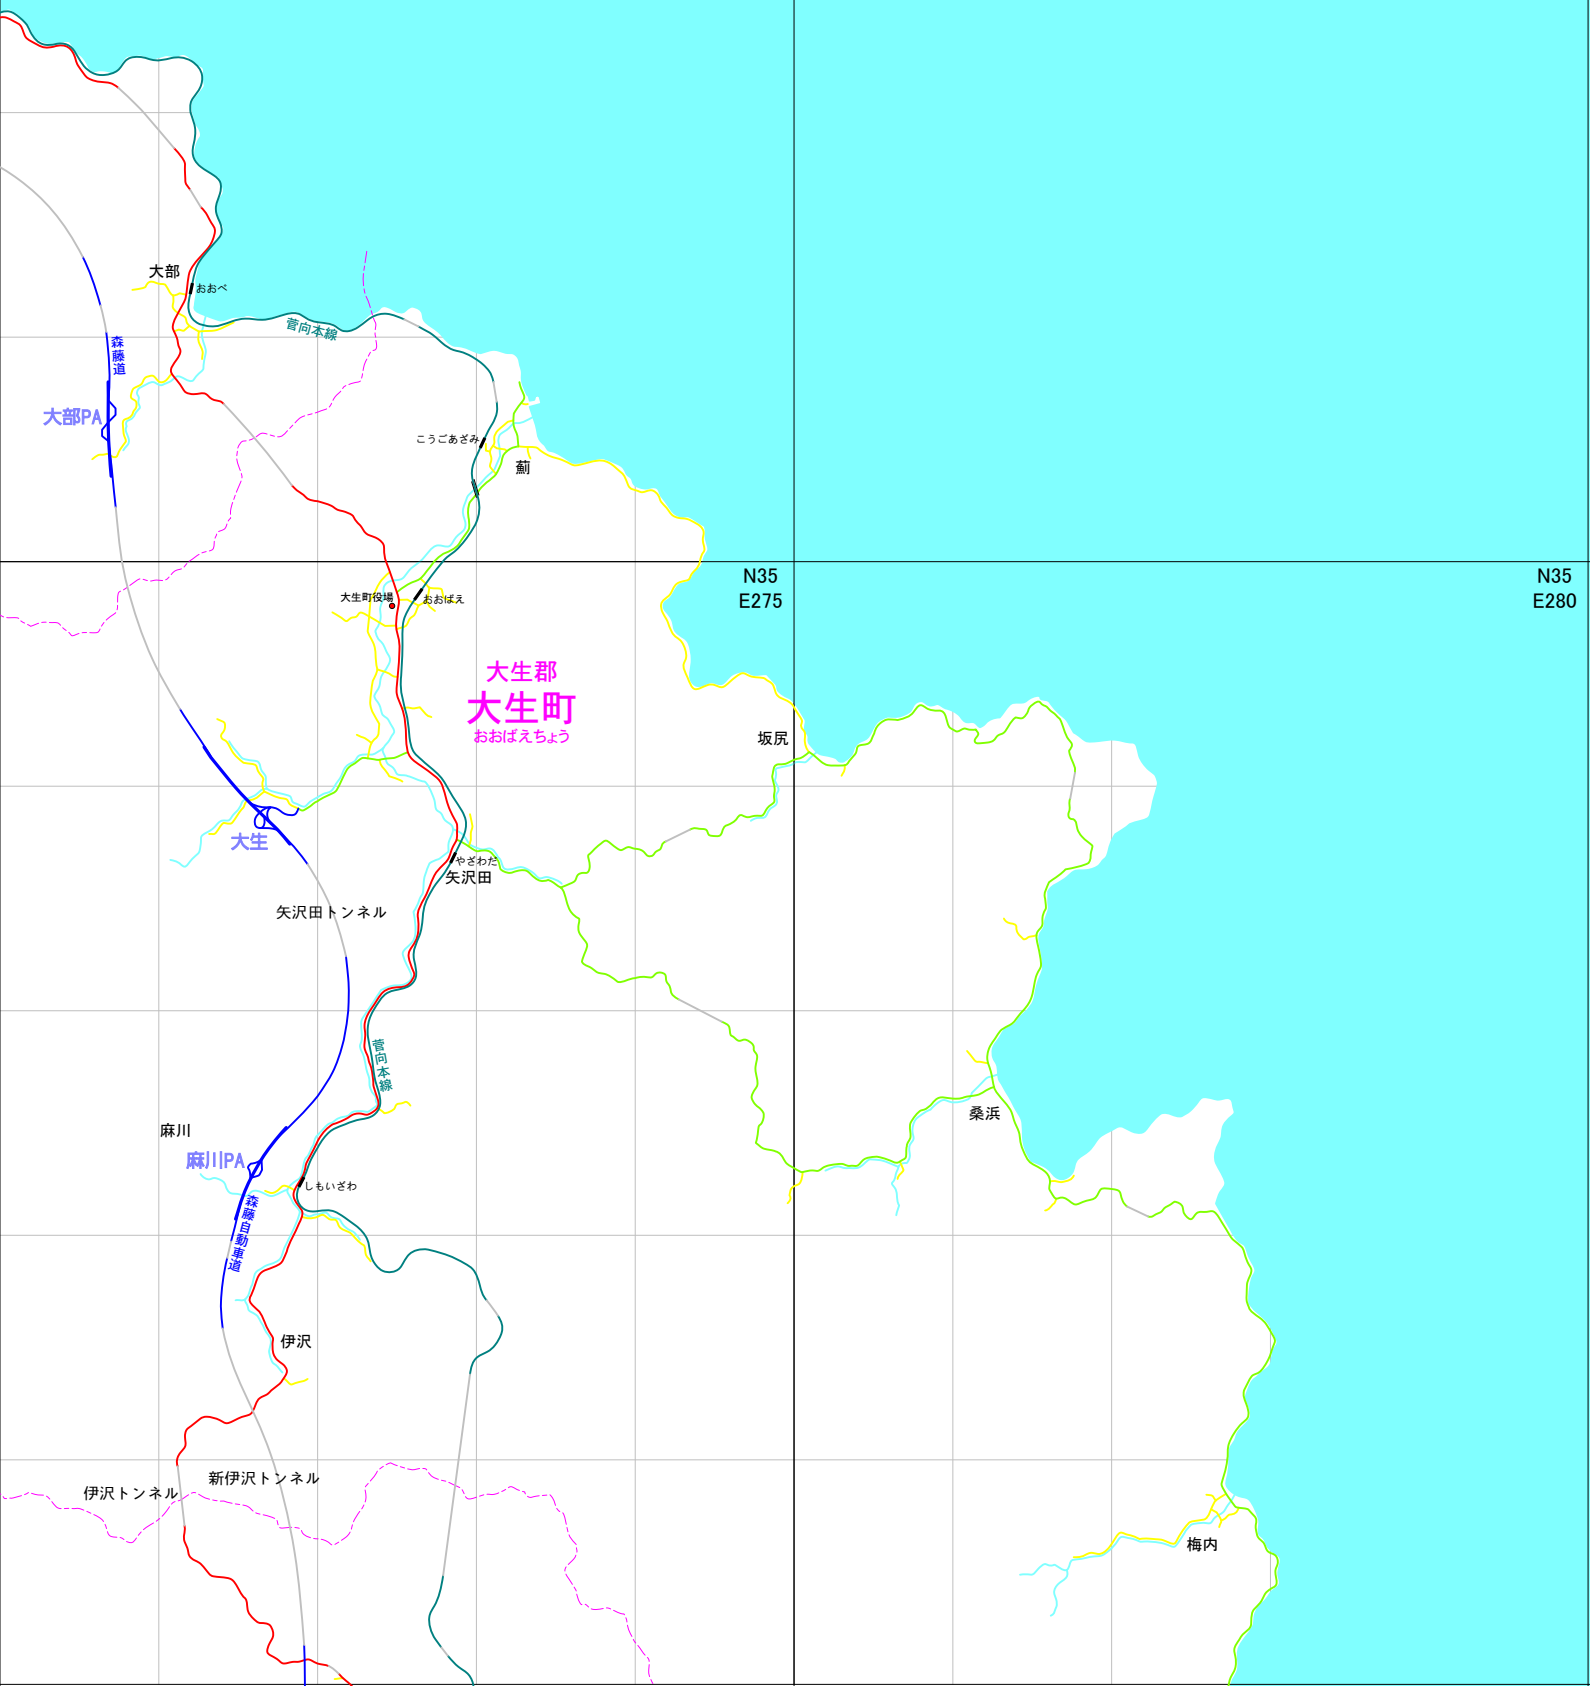 大部
おおべ
菅向本線
森藤道
大部PA
こうごあざみ
薊
N35
E275
N35
E280
大生町役場
おおばえ
大生郡
大生町
おおばえちょう
坂尻
大生
やざわだ
矢沢田
矢沢田トンネル
菅向本線
桑浜
麻川
麻川PA
しもいざわ
森藤自動車道
伊沢
新伊沢トンネル
伊沢トンネル
梅内